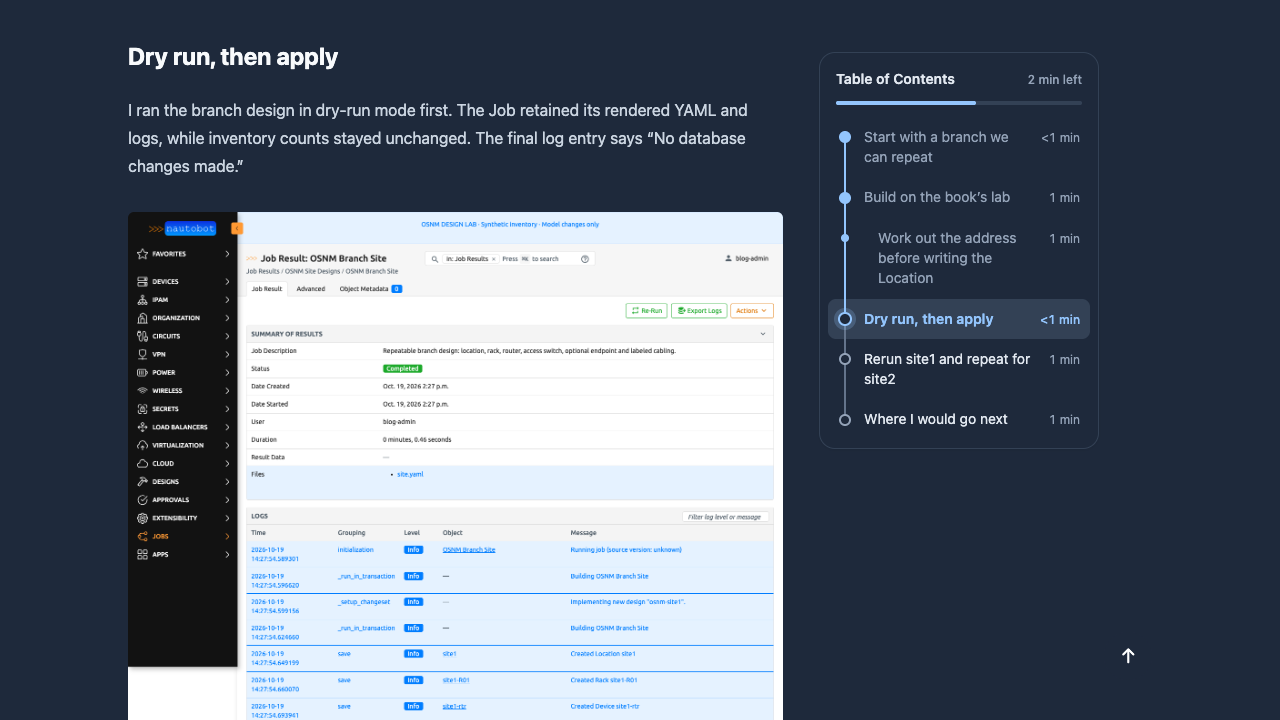 Dry run, then apply
I ran the branch design in dry-run mode first. The Job retained its rendered YAML and
logs, while inventory counts stayed unchanged. The final log entry says “No database
changes made.”
>>> nautobot
FAVORITES
DEVICES
IPAM
ORGANIZATION
CIRCUITS
VPN
POWER
WIRELESS
SECRETS
LOAD BALANCERS
VIRTUALIZATION
CLOUD
DESIGNS
APPROVALS
EXTENSIBILITY
JOBS
APPS
OSNM DESIGN LAB · Synthetic inventory · Model changes only
>>> Job Result: OSNM Branch Site
in: Job Results × Press ⌘K to search
blog-admin
Job Results / OSNM Site Designs / OSNM Branch Site
Job Result Advanced Object Metadata 0
Re-Run Export Logs Actions
SUMMARY OF RESULTS
Job Description Repeatable branch design: location, rack, router, access switch, optional endpoint and labeled cabling.
Status Completed
Date Created Oct. 19, 2026 2:27 p.m.
Date Started Oct. 19, 2026 2:27 p.m.
User blog-admin
Duration 0 minutes, 0.46 seconds
Result Data —
Files • site.yaml
LOGS Filter log level or message
Time Grouping Level Object Message
2026-10-19 initialization Info OSNM Branch Site Running job (source version: unknown)
14:27:54.589301
2026-10-19 _run_in_transaction Info — Building OSNM Branch Site
14:27:54.596620
2026-10-19 _setup_changeset Info — Implementing new design "osnm-site1".
14:27:54.599156
2026-10-19 _run_in_transaction Info — Building OSNM Branch Site
14:27:54.624660
2026-10-19 save Info site1 Created Location site1
14:27:54.649199
2026-10-19 save Info site1-R01 Created Rack site1-R01
14:27:54.660070
2026-10-19 save Info site1-rtr Created Device site1-rtr
14:27:54.693941
Table of Contents 2 min left
Start with a branch we <1 min
can repeat
Build on the book’s lab 1 min
Work out the address 1 min
before writing the
Location
Dry run, then apply <1 min
Rerun site1 and repeat for 1 min
site2
Where I would go next 1 min